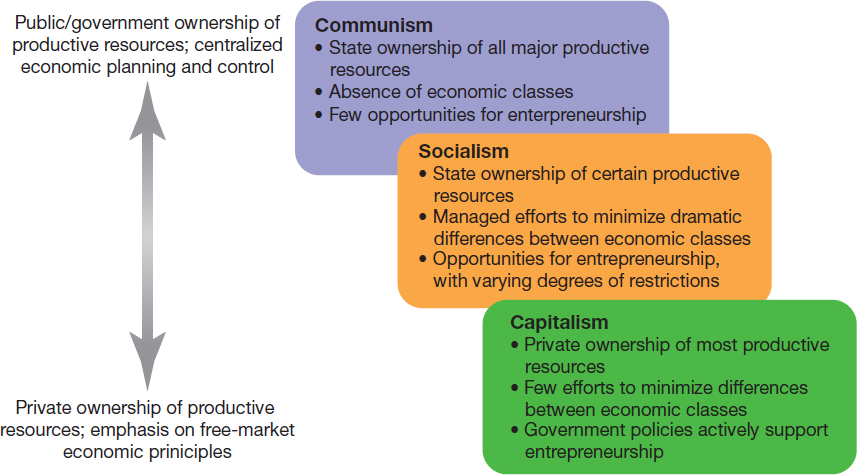 Public/government ownership of
productive resources; centralized
economic planning and control
Communism
• State ownership of all major productive
resources
• Absence of economic classes
• Few opportunities for enterpreneurship
Socialism
• State ownership of certain productive
resources
• Managed efforts to minimize dramatic
differences between economic classes
• Opportunities for entrepreneurship,
with varying degrees of restrictions
Capitalism
• Private ownership of most productive
resources
• Few efforts to minimize differences
between economic classes
• Government policies actively support
entrepreneurship
Private ownership of productive
resources; emphasis on free-market
economic priniciples